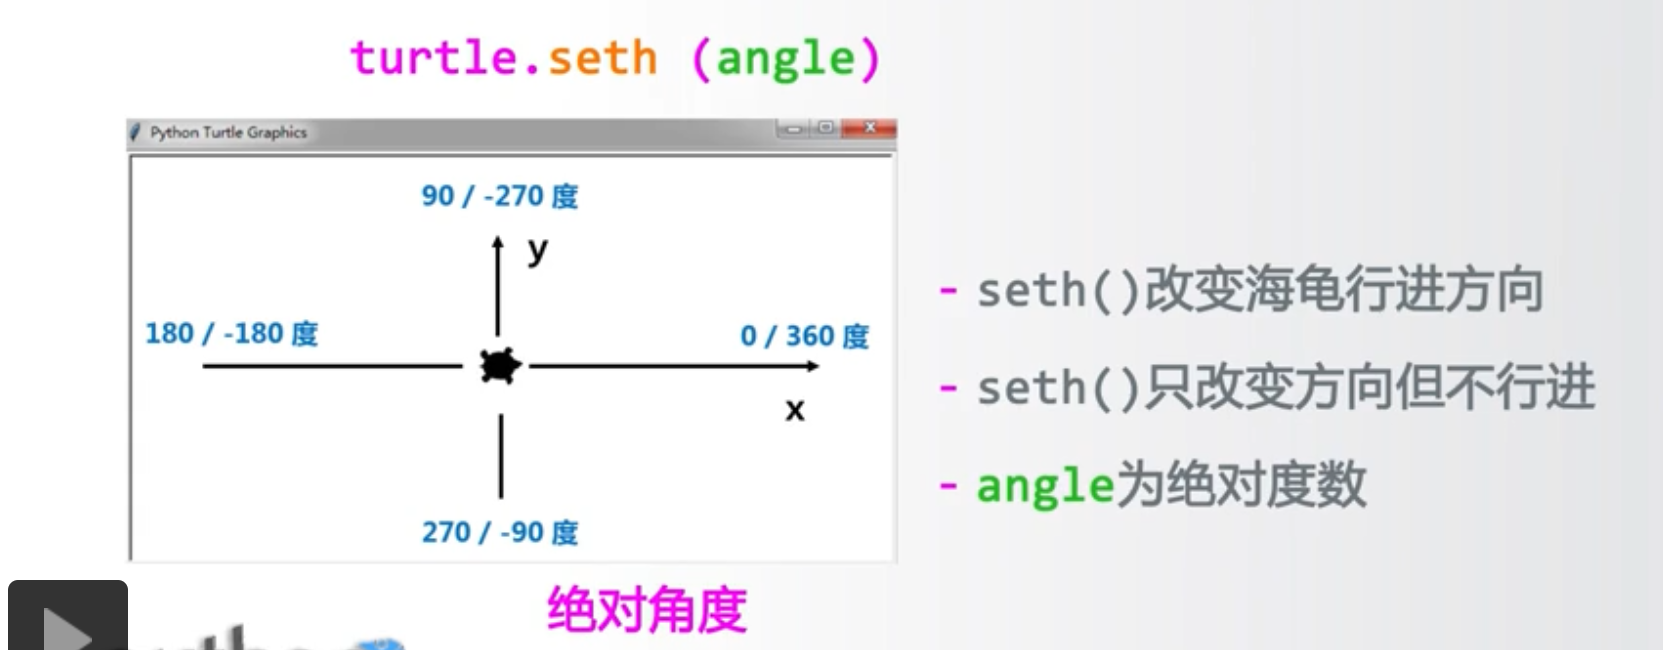 turtle.seth (angle)
Python Turtle Graphics
90 / -270 度
y
180 / -180 度
0 / 360 度
x
270 / -90 度
绝对角度
- seth()改变海龟行进方向
- seth()只改变方向但不行进
- angle为绝对度数